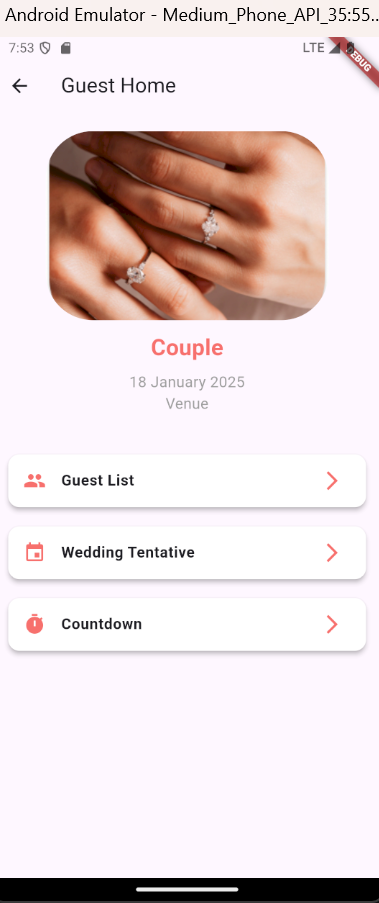 Android Emulator - Medium_Phone_API_35:55...
7:53
LTE
DEBUG
Guest Home
Couple
18 January 2025
Venue
Guest List
Wedding Tentative
Countdown